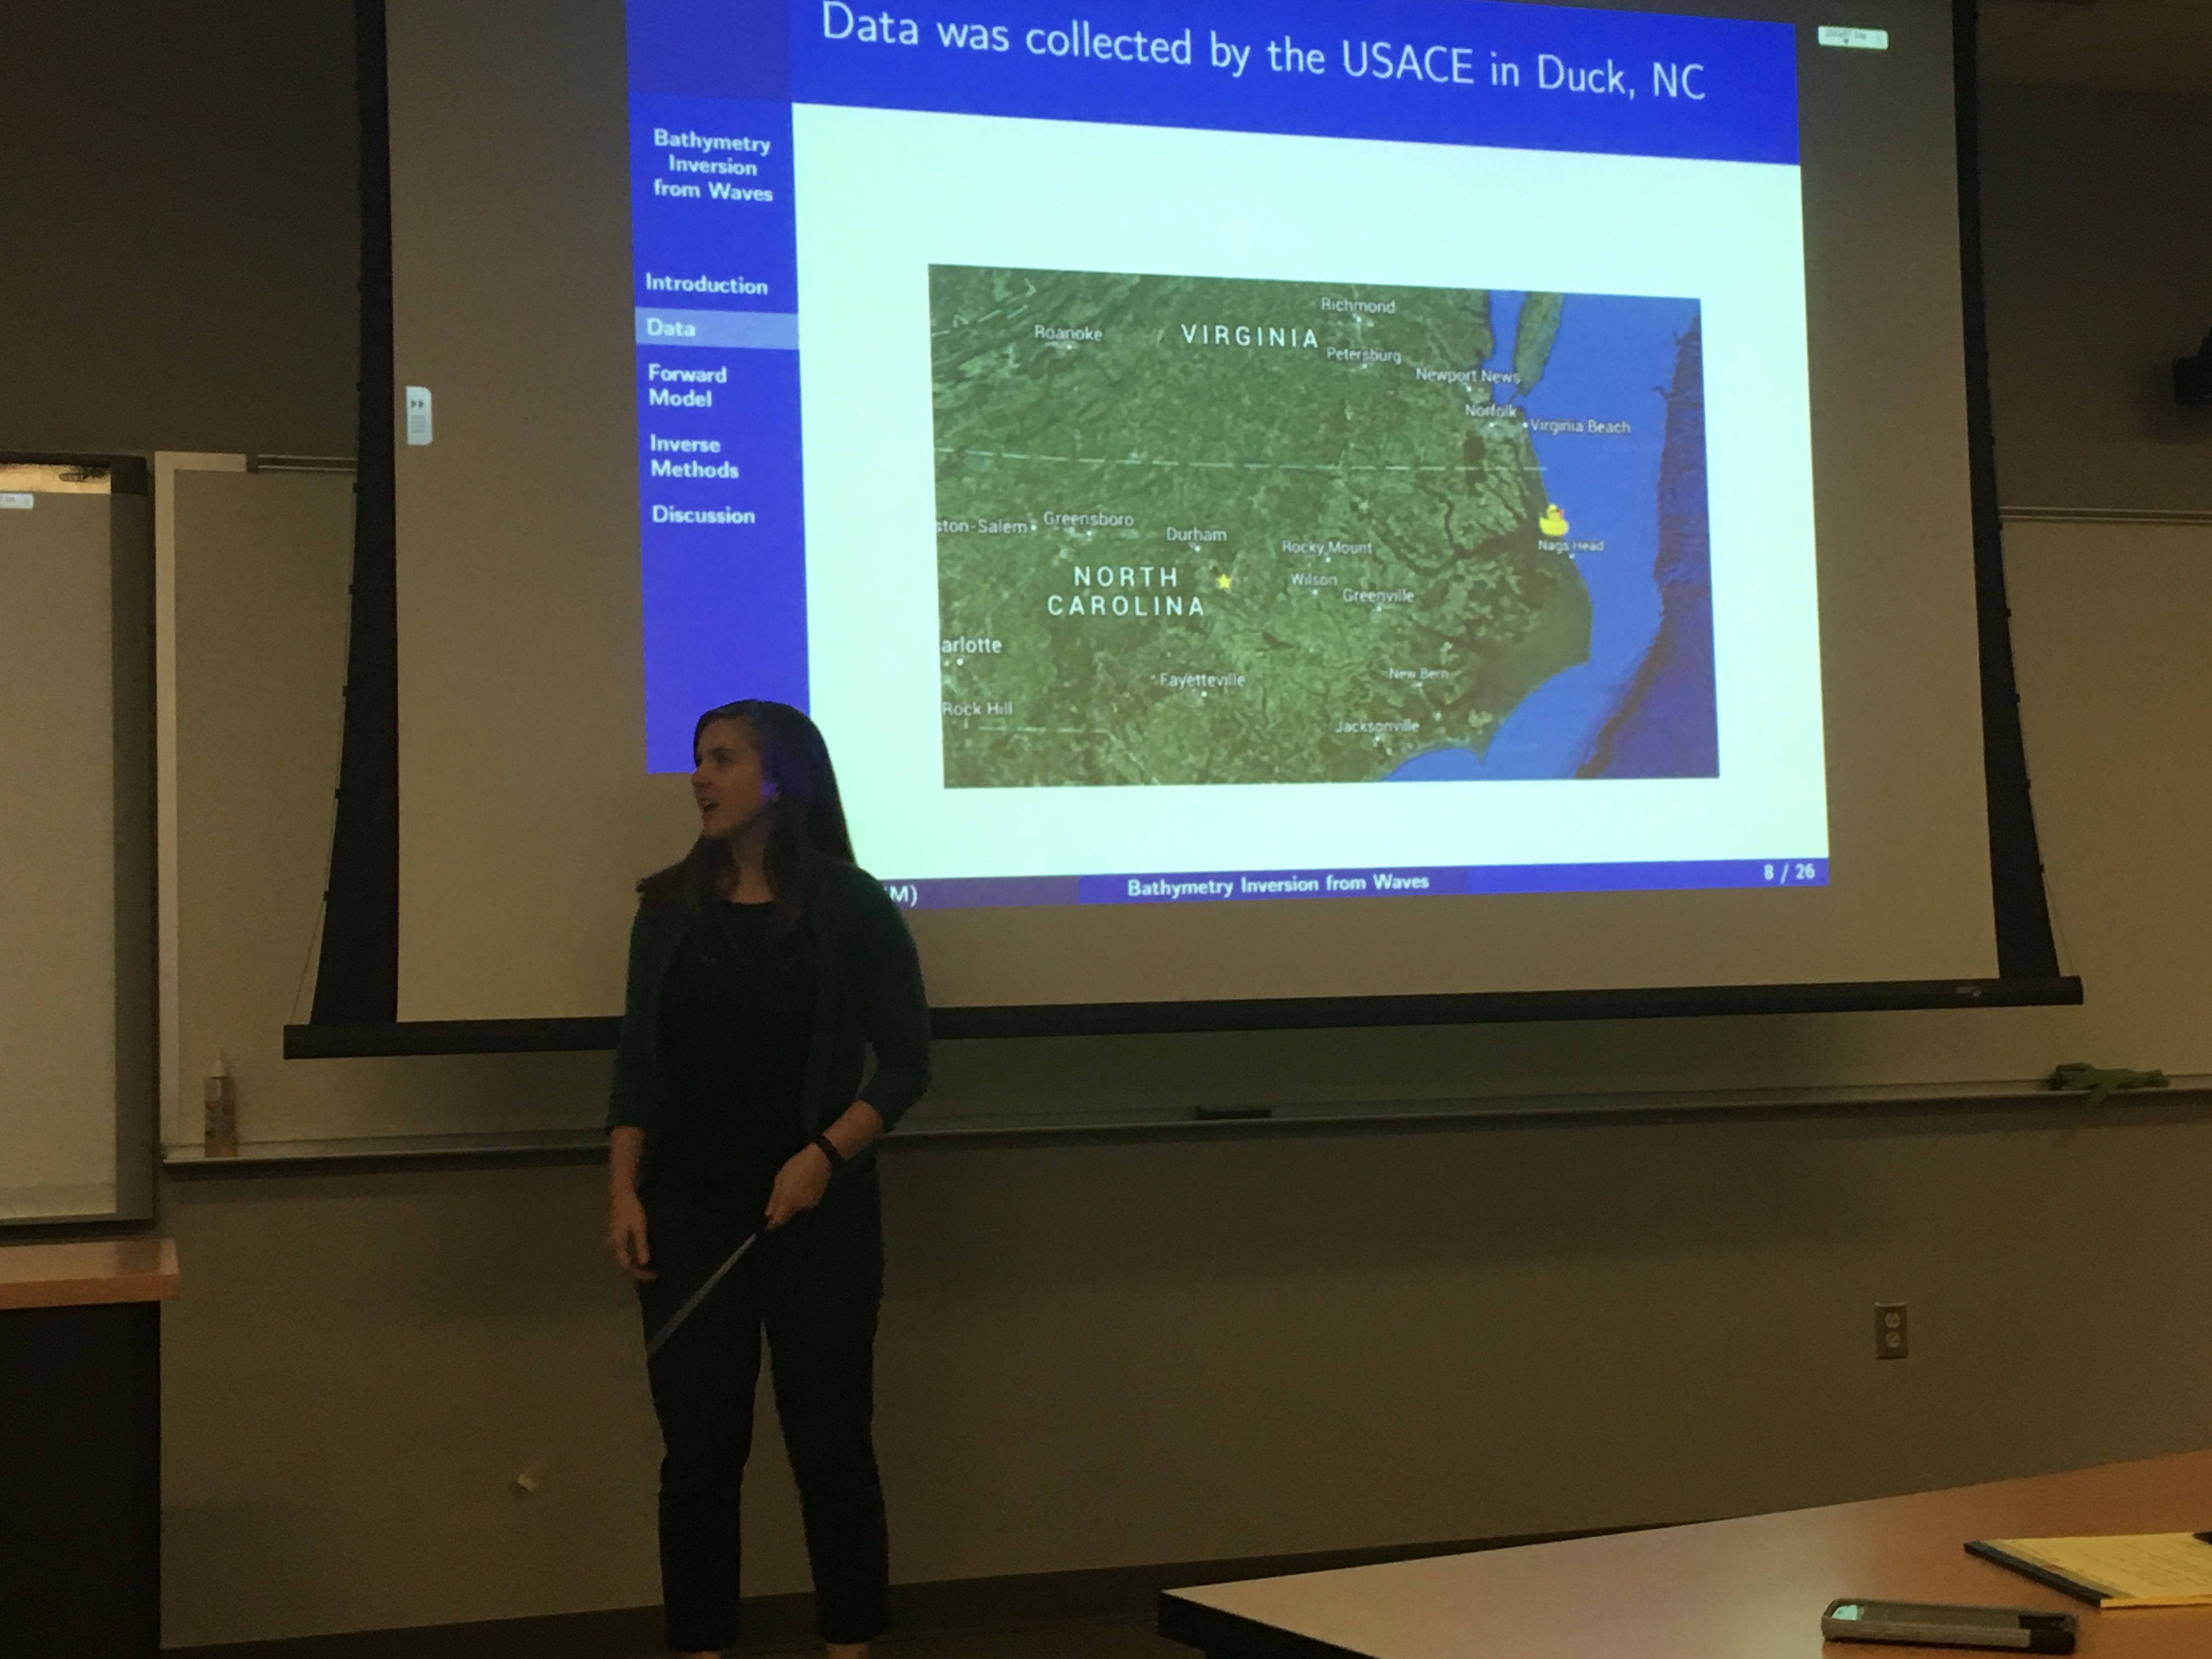 Data was collected by the USACE in Duck, NC
Bathymetry
Inversion
from Waves
Introduction
Data
Forward
Model
Inverse
Methods
Discussion
Richmond
Roanoke
VIRGINIA
Petersburg
Newport News
Norfolk
Virginia Beach
ston-Salem
Greensboro
Durham
Rocky Mount
Nags Head
NORTH
CAROLINA
Wilson
Greenville
arlotte
Fayetteville
New Bern
Rock Hill
Jacksonville
M)
Bathymetry Inversion from Waves
8 / 26